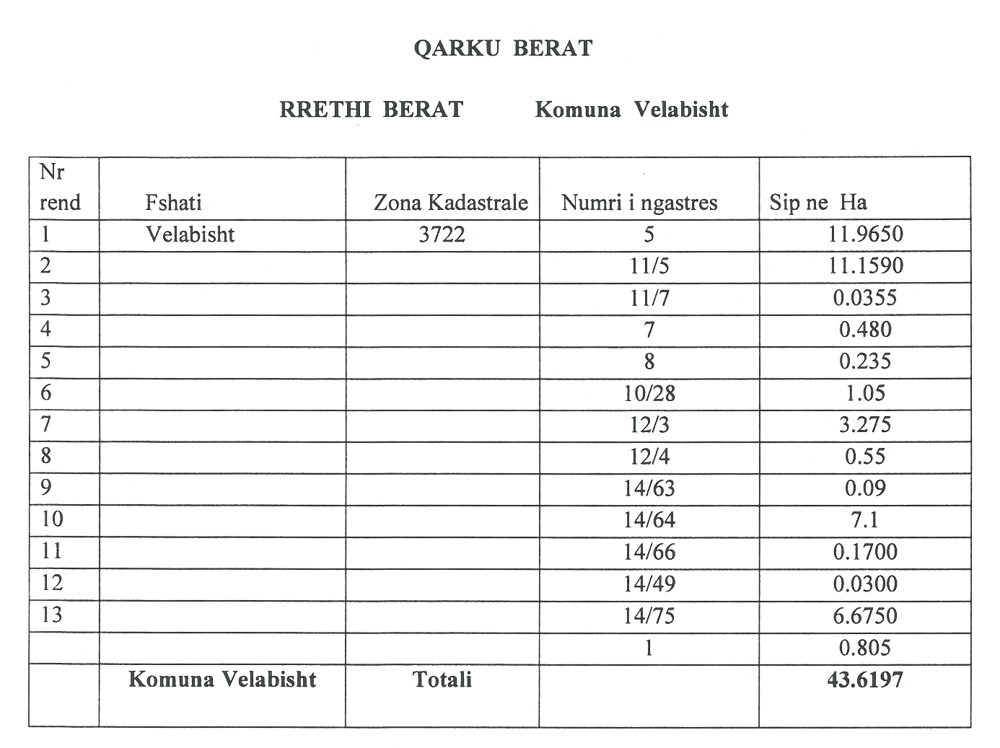 QARKU BERAT
RRETHI BERAT Komuna Velabisht
Nr rend Fshati Zona Kadastrale Numri i ngastres Sip ne Ha
1 Velabisht 3722 5 11.9650
2 11/5 11.1590
3 11/7 0.0355
4 7 0.480
5 8 0.235
6 10/28 1.05
7 12/3 3.275
8 12/4 0.55
9 14/63 0.09
10 14/64 7.1
11 14/66 0.1700
12 14/49 0.0300
13 14/75 6.6750
1 0.805
Komuna Velabisht Totali 43.6197